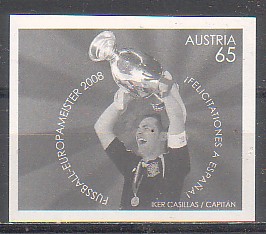 AUSTRIA
65
FUSSBALL-EUROPAMEISTER 2008
¡FELICITACIONES A ESPAÑA!
IKER CASILLAS / CAPITÁN